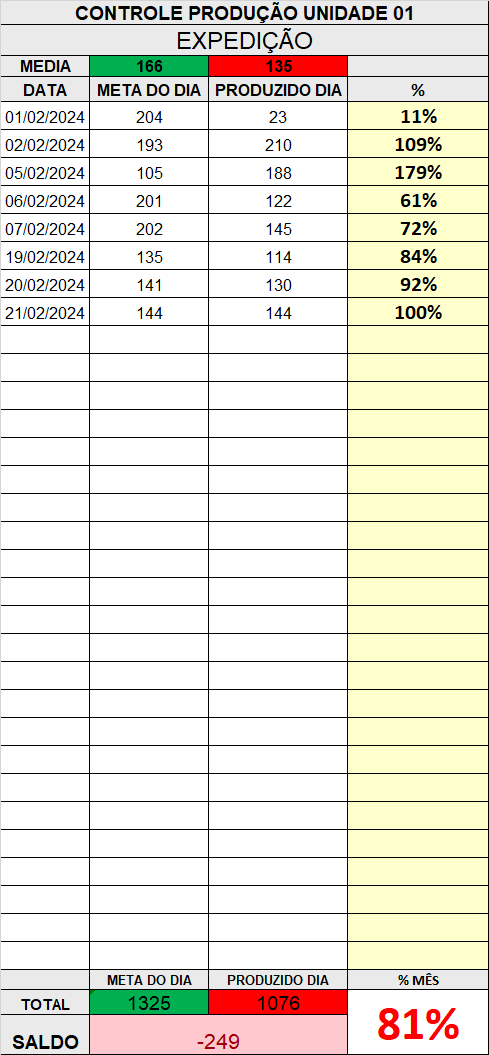 CONTROLE PRODUÇÃO UNIDADE 01
EXPEDIÇÃO
MEDIA 166 135
DATA META DO DIA PRODUZIDO DIA %
01/02/2024 204 23 11%
02/02/2024 193 210 109%
05/02/2024 105 188 179%
06/02/2024 201 122 61%
07/02/2024 202 145 72%
19/02/2024 135 114 84%
20/02/2024 141 130 92%
21/02/2024 144 144 100%
META DO DIA PRODUZIDO DIA % MÊS
TOTAL 1325 1076 81%
SALDO -249